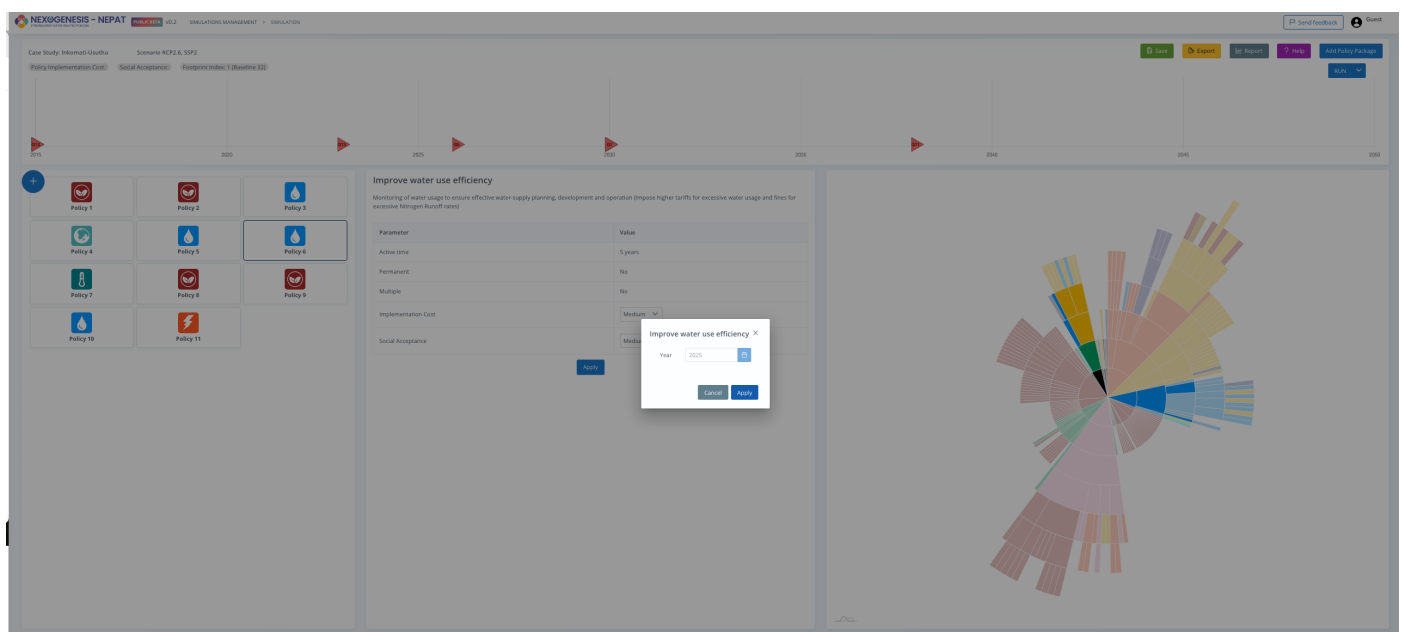 NEXOGENESIS - NEPAT PUBLIC BETA v0.2 SIMULATIONS MANAGEMENT > SIMULATION
Send feedback Guest
Case Study: Inkomati-Usuthu Scenario RCP2.6, SSP2
Save Export Report ? Help Add Policy Package
Policy Implementation Cost: Social Acceptance: Footprint Index: 1 (Baseline 32)
RUN
2015 2020 2025 2030 2035 2040 2045 2050
+
Policy 1 Policy 2 Policy 3
Policy 4 Policy 5 Policy 6
Policy 7 Policy 8 Policy 9
Policy 10 Policy 11
Improve water use efficiency
Monitoring of water usage to ensure effective water-supply planning, development and operation (Impose higher tariffs for excessive water usage and fines for
excessive Nitrogen Runoff rates)
Parameter Value
Active time 5 years
Permanent No
Multiple No
Implementation Cost Medium
Social Acceptance Mediu
Apply
Improve water use efficiency ×
Year 2025
Cancel Apply